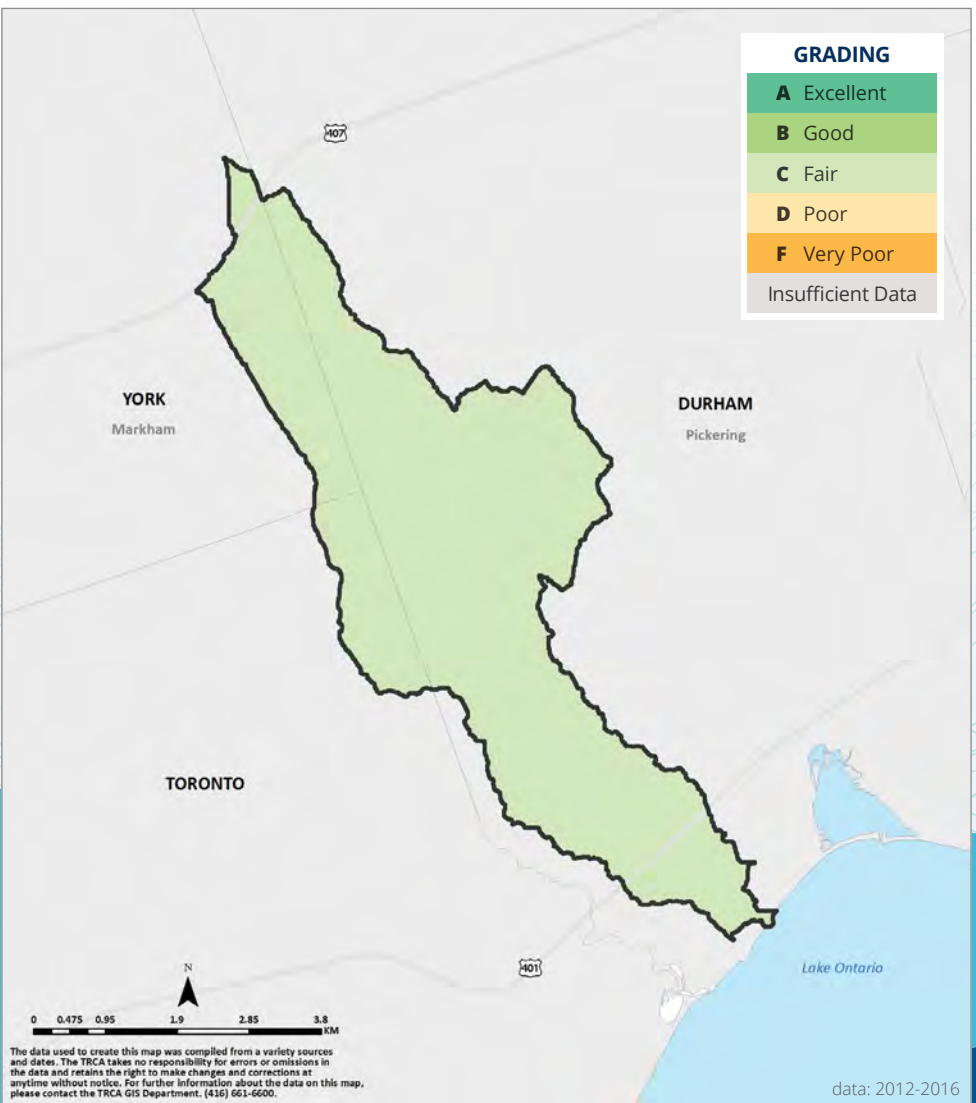 GRADING
A Excellent
B Good
C Fair
D Poor
F Very Poor
Insufficient Data
407
YORK
Markham
DURHAM
Pickering
TORONTO
401
Lake Ontario
N
0 0.475 0.95 1.9 2.85 3.8
KM
The data used to create this map was compiled from a variety sources
and dates. The TRCA takes no responsibility for errors or omissions in
the data and retains the right to make changes and corrections at
anytime without notice. For further information about the data on this map,
please contact the TRCA GIS Department. (416) 661-6600.
data: 2012-2016